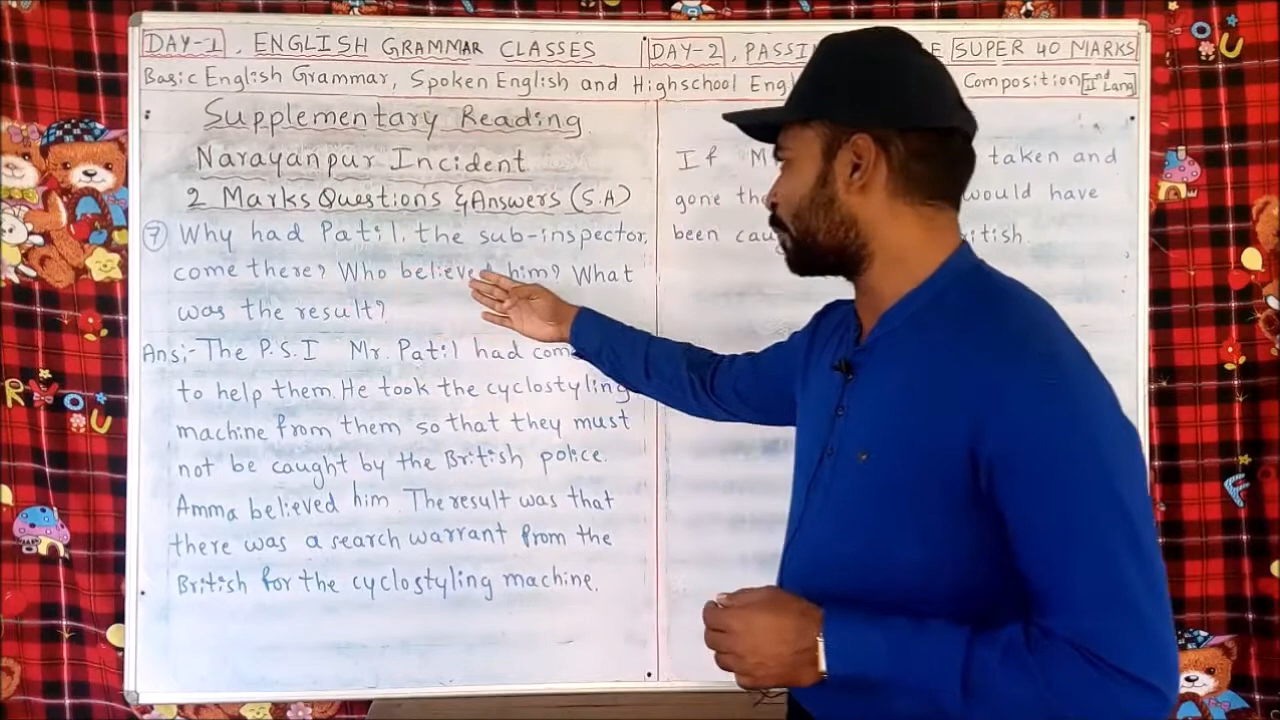 DAY-1, ENGLISH GRAMMAR CLASSES
DAY-2, PASSIN SUPER 40 MARKS
Basic English Grammar, Spoken English and Highschool Eng Composition [IInd Lang]
Supplementary Reading
Narayanpur Incident
2 Marks Questions & Answers (S.A)
7 Why had Patil, the sub-inspector,
come there? Who believed him? What
was the result?
Ans:- The P.S.I Mr. Patil had com
to help them. He took the cyclostyling
machine from them so that they must
not be caught by the British police.
Amma believed him. The result was that
there was a search warrant from the
British for the cyclostyling machine.
If M taken and
gone the would have
been cau itish.